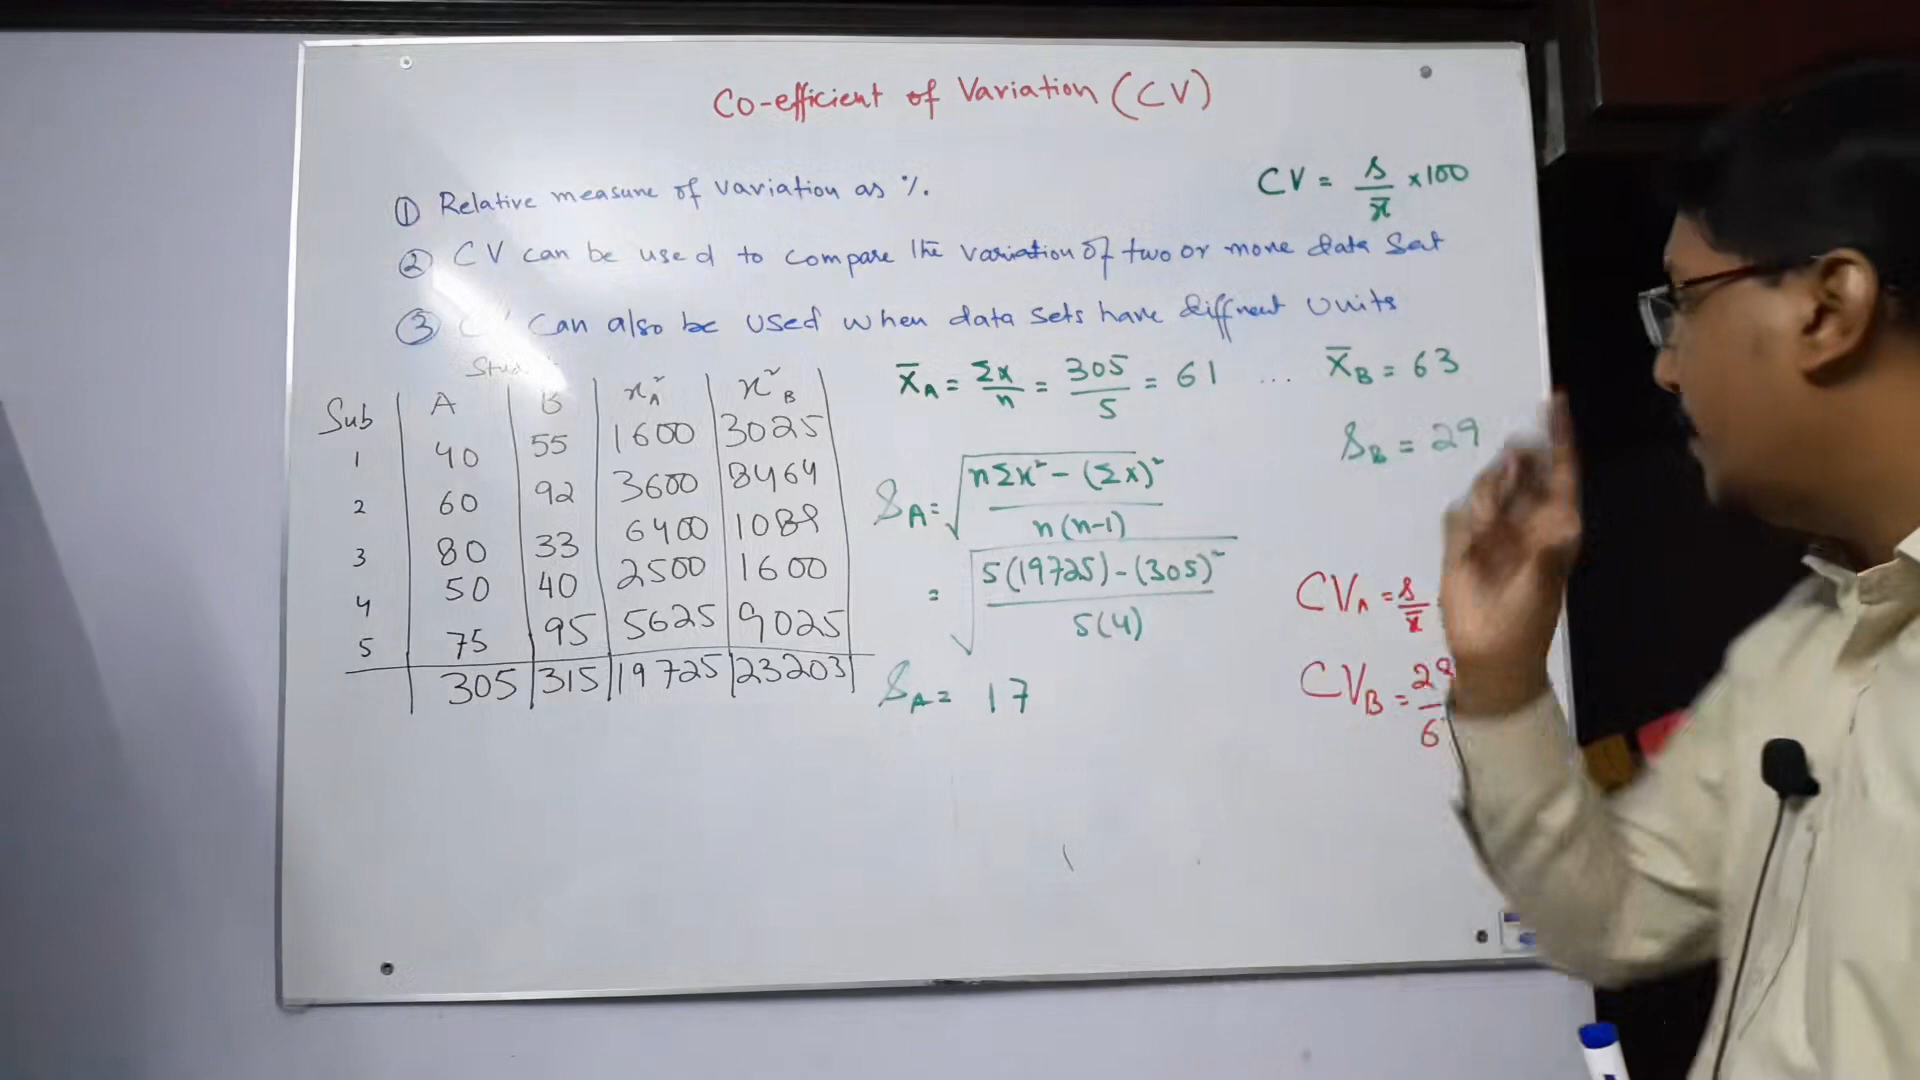 Co-efficient of Variation (CV)
CV = s/x̄ ×100
① Relative measure of variation as %.
② CV can be used to compare the variation of two or more data Set
③ can also be used when data sets have diffrent Units
Sub | A | B | x²A | x²B
1 | 40 | 55 | 1600 | 3025
2 | 60 | 92 | 3600 | 8464
3 | 80 | 33 | 6400 | 1089
4 | 50 | 40 | 2500 | 1600
5 | 75 | 95 | 5625 | 9025
305 | 315 | 19725 | 23203
x̄A = Σx/n = 305/5 = 61 ... x̄B = 63
sB = 29
sA = √(nΣx² - (Σx)²)/(n(n-1))
= √(5(19725) - (305)²)/(5(4))
sA = 17
CVA = s/x̄
CVB =